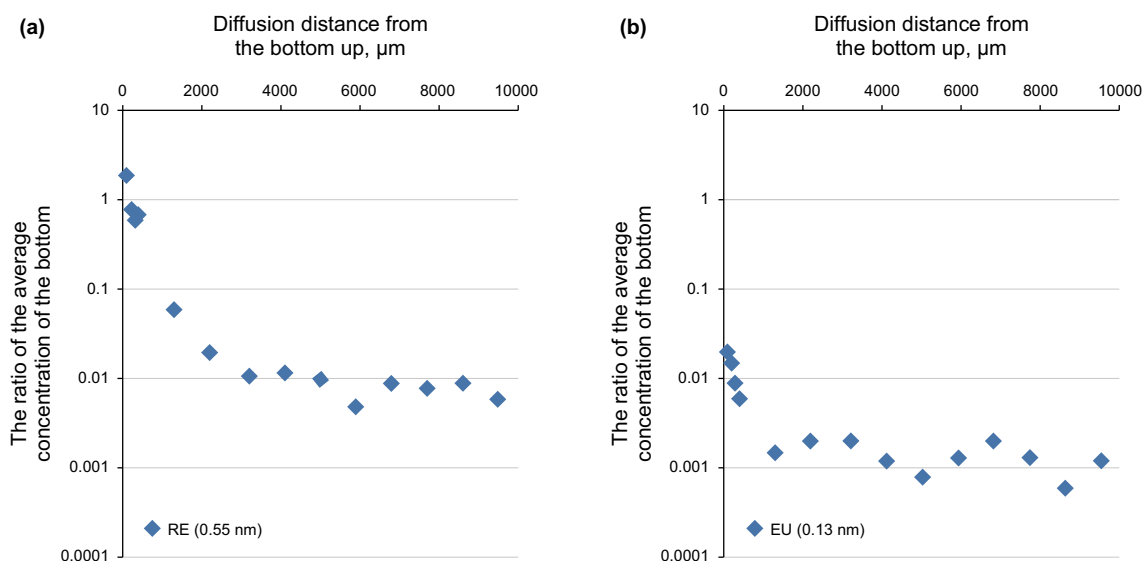 (a)
Diffusion distance from
the bottom up, µm
0 2000 4000 6000 8000 10000
10
1
0.1
0.01
0.001
0.0001
The ratio of the average
concentration of the bottom
RE (0.55 nm)
(b)
Diffusion distance from
the bottom up, µm
0 2000 4000 6000 8000 10000
10
1
0.1
0.01
0.001
0.0001
The ratio of the average
concentration of the bottom
EU (0.13 nm)